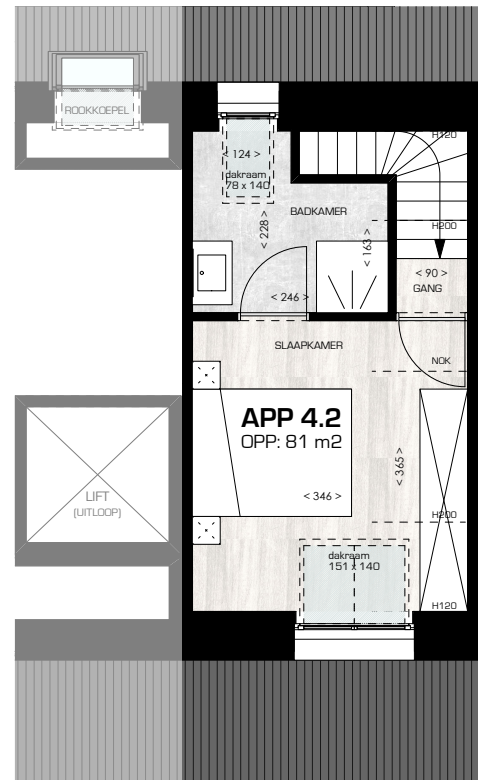 ROOKKOEPEL
H120
< 124 >
dakraam
78 x 140
BADKAMER
< 228 >
< 163 >
H200
< 90 >
GANG
< 246 >
SLAAPKAMER
NOK
APP 4.2
OPP: 81 m2
< 365 >
< 346 >
LIFT
(UITLOOP)
H200
dakraam
151 x 140
H120